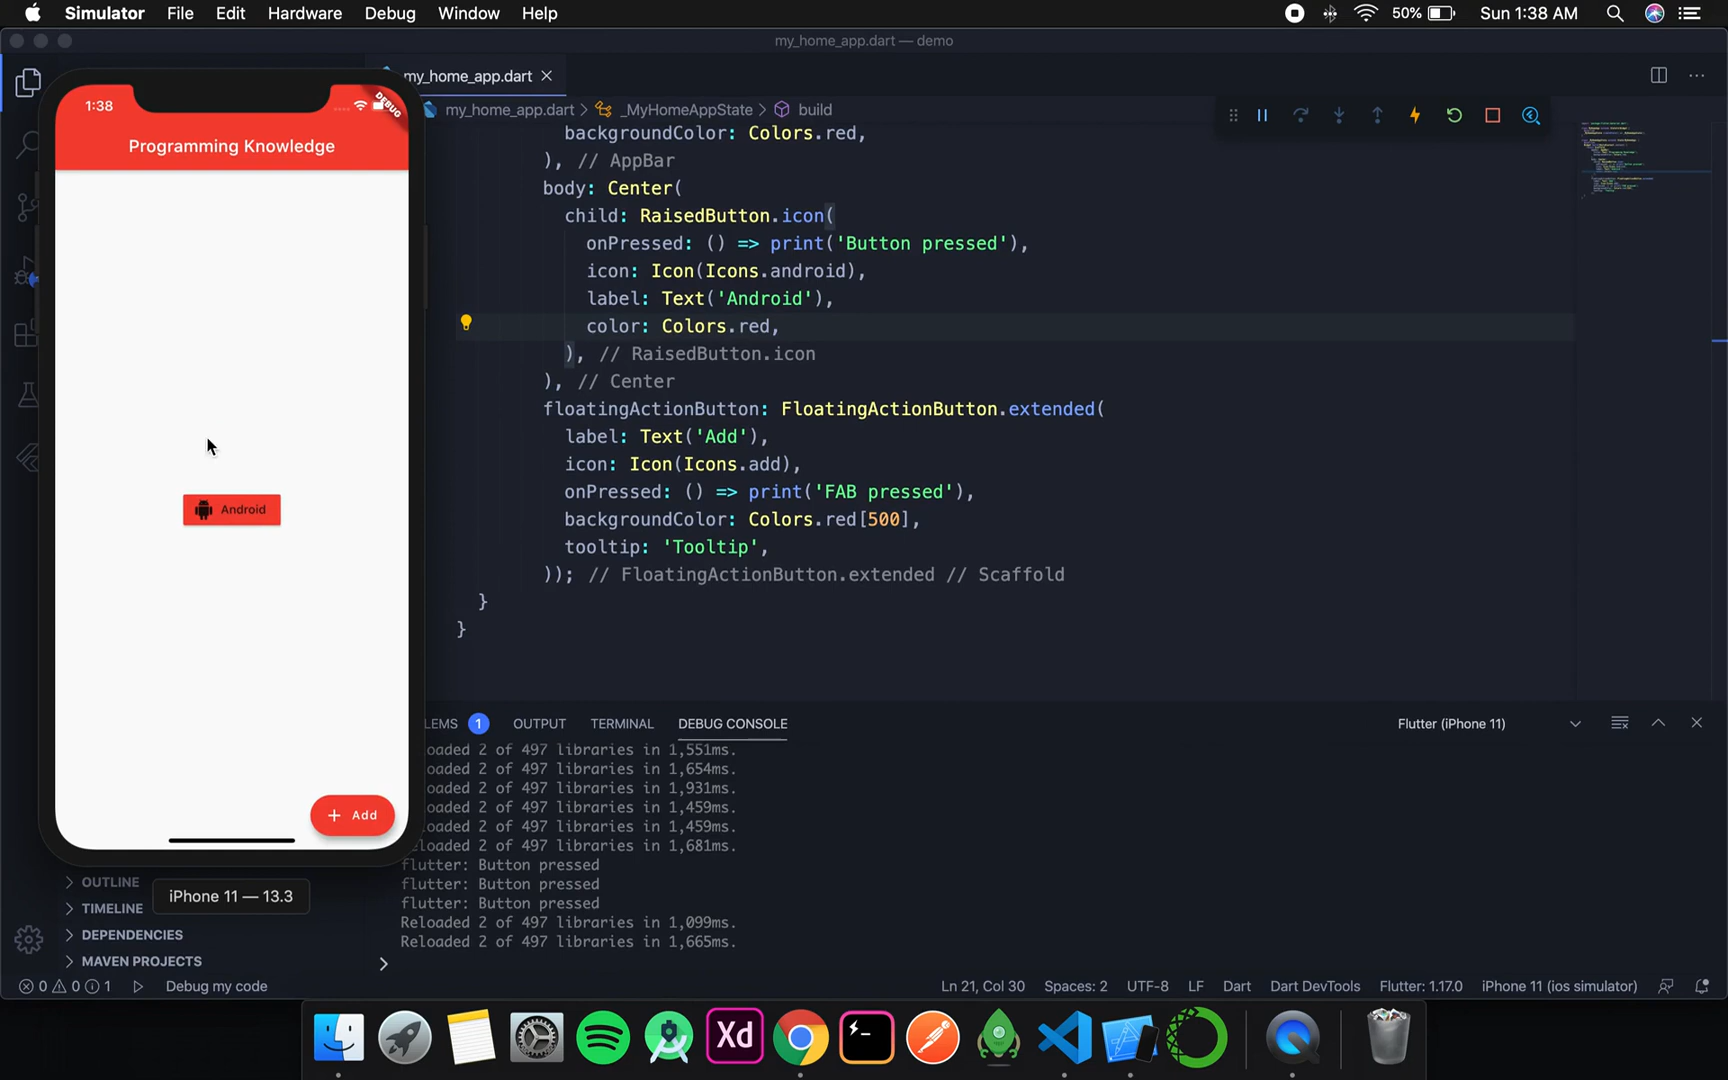 Simulator File Edit Hardware Debug Window Help 50% Sun 1:38 AM
my_home_app.dart — demo
my_home_app.dart
my_home_app.dart > _MyHomeAppState > build
backgroundColor: Colors.red,
), // AppBar
body: Center(
child: RaisedButton.icon(
onPressed: () => print('Button pressed'),
icon: Icon(Icons.android),
label: Text('Android'),
color: Colors.red,
), // RaisedButton.icon
), // Center
floatingActionButton: FloatingActionButton.extended(
label: Text('Add'),
icon: Icon(Icons.add),
onPressed: () => print('FAB pressed'),
backgroundColor: Colors.red[500],
tooltip: 'Tooltip',
)); // FloatingActionButton.extended // Scaffold
}
}
1:38
DEBUG
Programming Knowledge
Android
+ Add
iPhone 11 — 13.3
LEMS 1 OUTPUT TERMINAL DEBUG CONSOLE Flutter (iPhone 11)
oaded 2 of 497 libraries in 1,551ms.
oaded 2 of 497 libraries in 1,654ms.
oaded 2 of 497 libraries in 1,931ms.
oaded 2 of 497 libraries in 1,459ms.
oaded 2 of 497 libraries in 1,459ms.
eloaded 2 of 497 libraries in 1,681ms.
flutter: Button pressed
flutter: Button pressed
flutter: Button pressed
Reloaded 2 of 497 libraries in 1,099ms.
Reloaded 2 of 497 libraries in 1,665ms.
>
> OUTLINE
> TIMELINE
> DEPENDENCIES
> MAVEN PROJECTS
0 0 1 Debug my code Ln 21, Col 30 Spaces: 2 UTF-8 LF Dart Dart DevTools Flutter: 1.17.0 iPhone 11 (ios simulator)
Xd